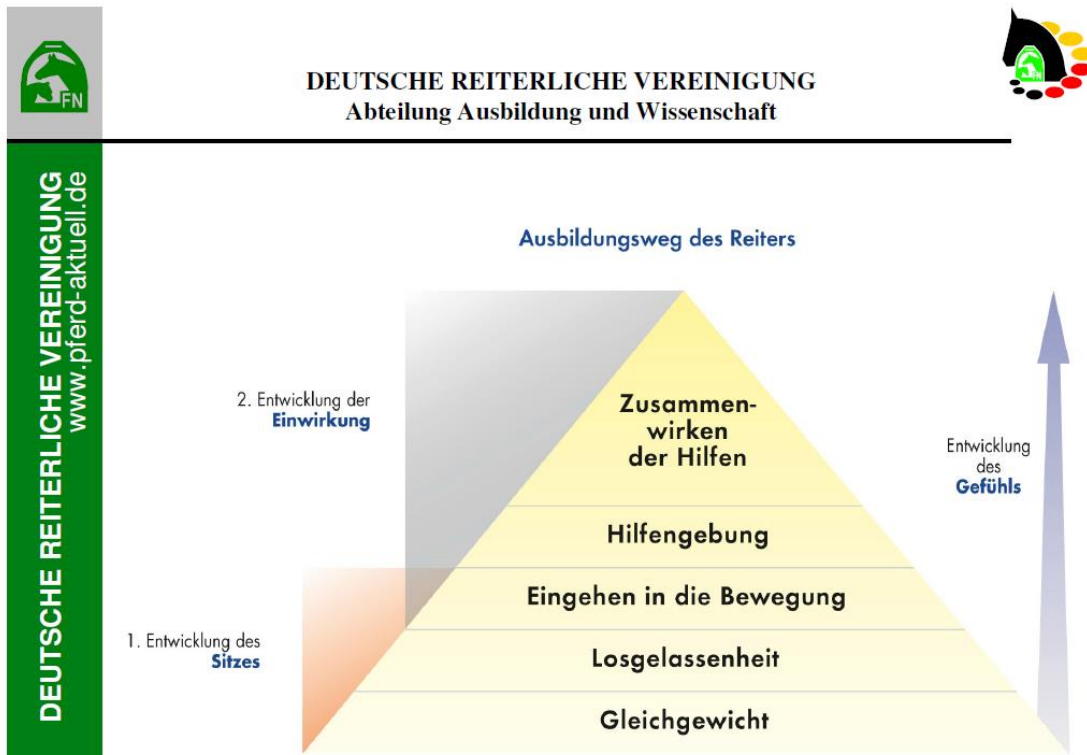 FN
DEUTSCHE REITERLICHE VEREINIGUNG
Abteilung Ausbildung und Wissenschaft
DEUTSCHE REITERLICHE VEREINIGUNG
www.pferd-aktuell.de
Ausbildungsweg des Reiters
2. Entwicklung der
Einwirkung
Zusammen-
wirken
der Hilfen
Entwicklung
des
Gefühls
Hilfengebung
Eingehen in die Bewegung
1. Entwicklung des
Sitzes
Losgelassenheit
Gleichgewicht